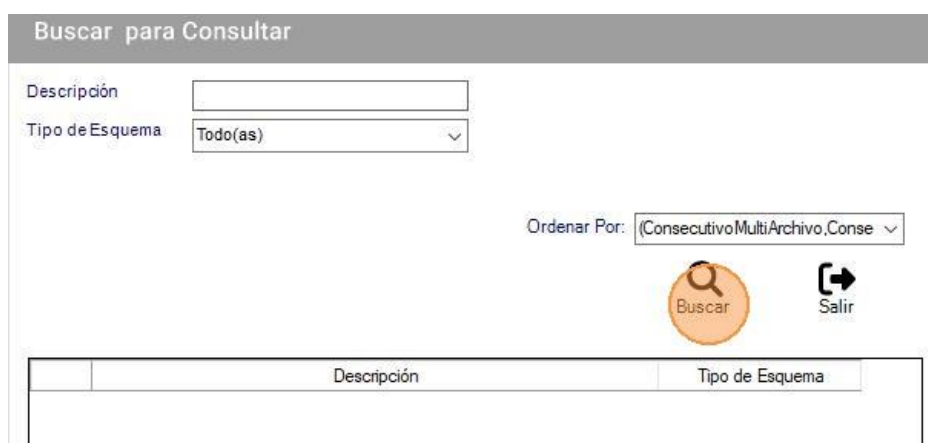 Buscar para Consultar
Descripción
Tipo de Esquema
Todo(as)
Ordenar Por: (ConsecutivoMultiArchivo,Conse
Buscar
Salir
Descripción Tipo de Esquema